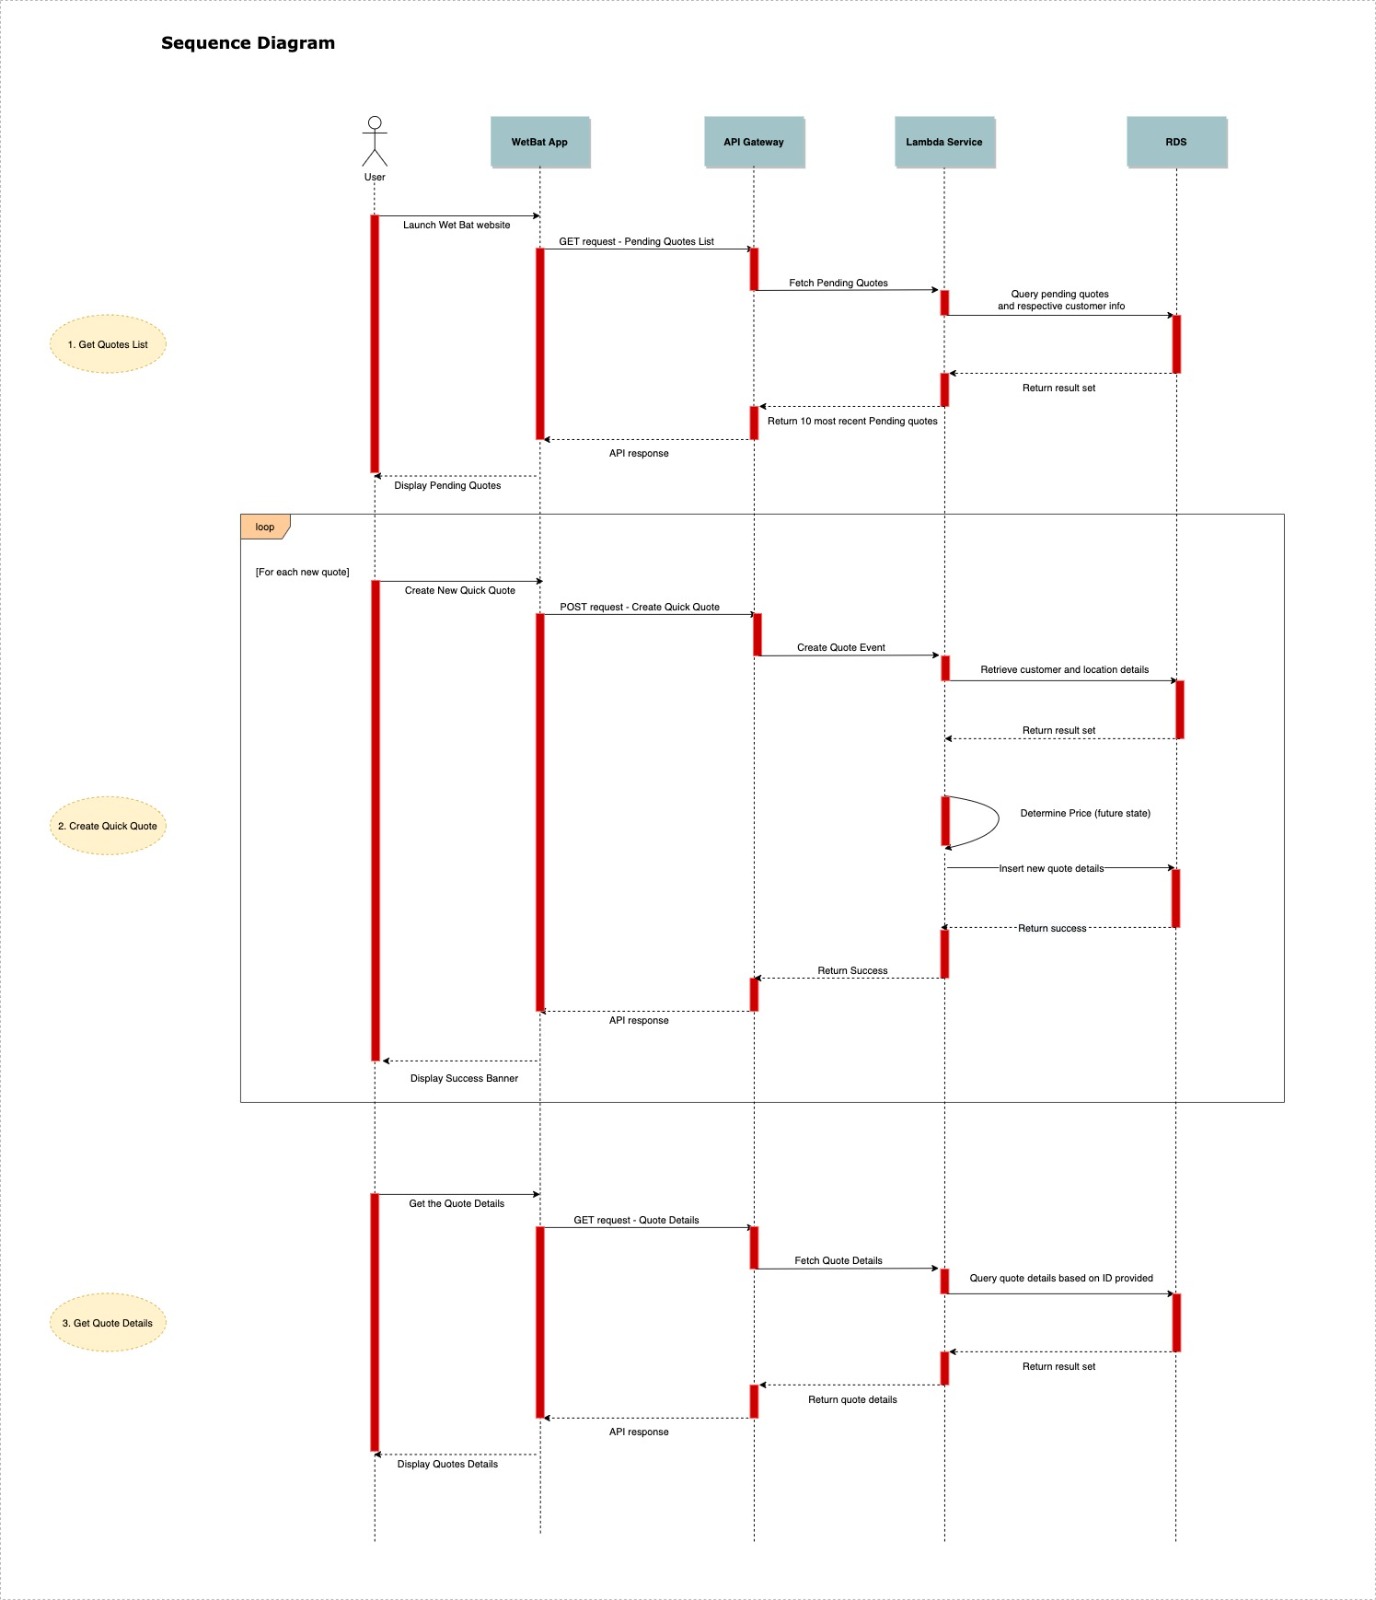 Sequence Diagram
User
WetBat App
API Gateway
Lambda Service
RDS
Launch Wet Bat website
GET request - Pending Quotes List
Fetch Pending Quotes
Query pending quotes
and respective customer info
1. Get Quotes List
Return result set
Return 10 most recent Pending quotes
API response
Display Pending Quotes
loop
[For each new quote]
Create New Quick Quote
POST request - Create Quick Quote
Create Quote Event
Retrieve customer and location details
Return result set
Determine Price (future state)
2. Create Quick Quote
Insert new quote details
Return success
Return Success
API response
Display Success Banner
Get the Quote Details
GET request - Quote Details
Fetch Quote Details
Query quote details based on ID provided
3. Get Quote Details
Return result set
Return quote details
API response
Display Quotes Details